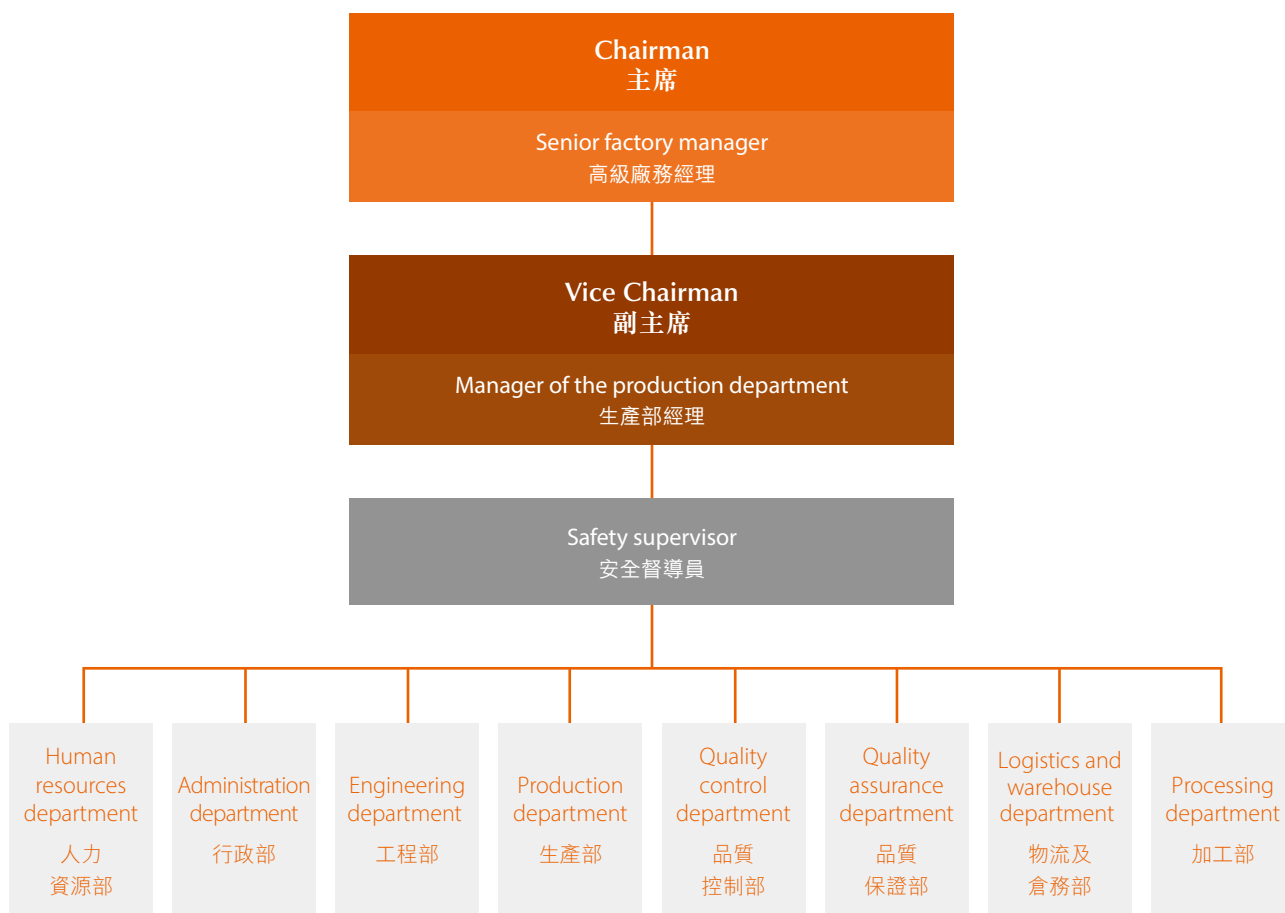 Chairman
主席
Senior factory manager
高級廠務經理
Vice Chairman
副主席
Manager of the production department
生產部經理
Safety supervisor
安全督導員
Human
resources
department
人力
資源部
Administration
department
行政部
Engineering
department
工程部
Production
department
生產部
Quality
control
department
品質
控制部
Quality
assurance
department
品質
保證部
Logistics and
warehouse
department
物流及
倉務部
Processing
department
加工部